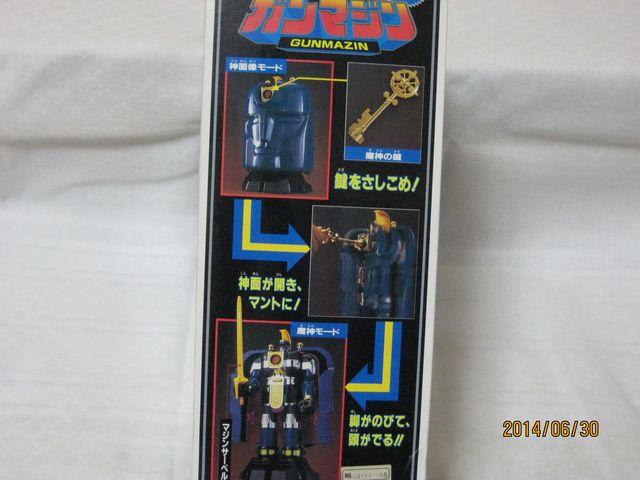 ガンマジン
GUNMAZIN
神面像モード
魔神の鍵
鍵をさしこめ!
神面が開き、
マントに!
魔神モード
脚がのびて、
頭がでる!!
マジンサーベル
NO.
2014/06/30